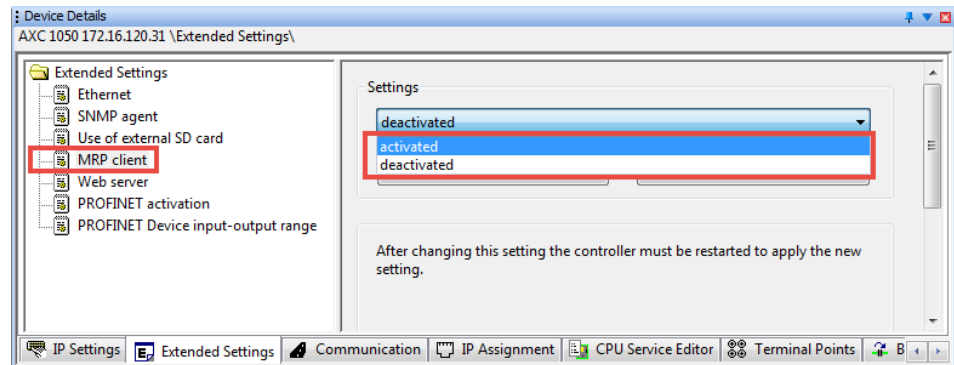 Device Details
AXC 1050 172.16.120.31 \Extended Settings\
Extended Settings
Ethernet
SNMP agent
Use of external SD card
MRP client
Web server
PROFINET activation
PROFINET Device input-output range
Settings
deactivated
activated
deactivated
After changing this setting the controller must be restarted to apply the new
setting.
IP Settings Extended Settings Communication IP Assignment CPU Service Editor Terminal Points B